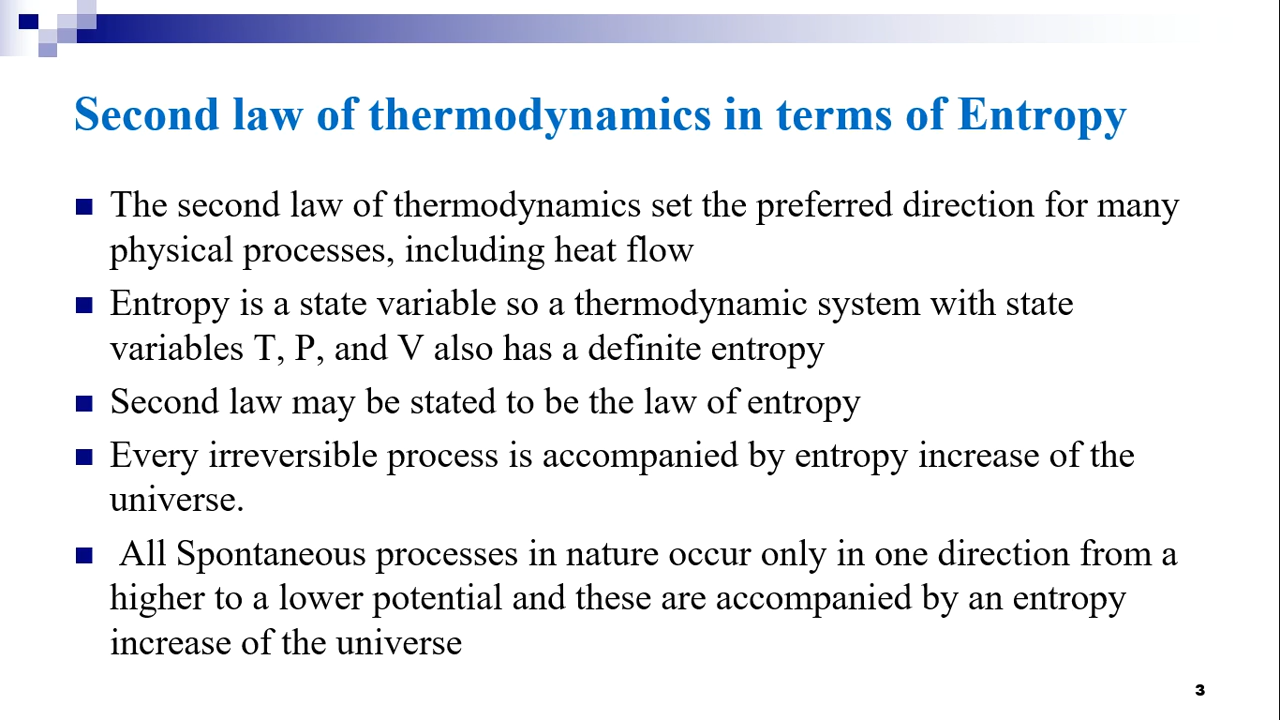 Second law of thermodynamics in terms of Entropy
The second law of thermodynamics set the preferred direction for many
physical processes, including heat flow
Entropy is a state variable so a thermodynamic system with state
variables T, P, and V also has a definite entropy
Second law may be stated to be the law of entropy
Every irreversible process is accompanied by entropy increase of the
universe.
All Spontaneous processes in nature occur only in one direction from a
higher to a lower potential and these are accompanied by an entropy
increase of the universe
3